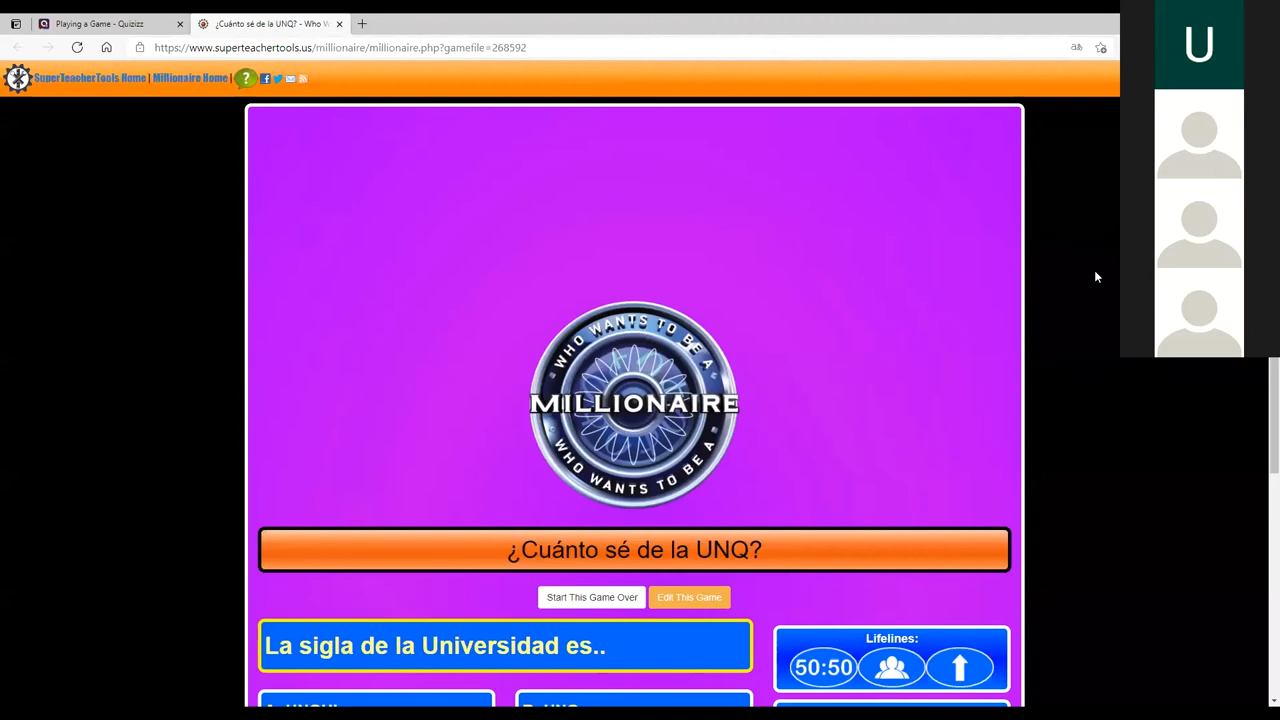 Playing a Game - Quizizz
¿Cuánto sé de la UNQ? - Who W
https://www.superteachertools.us/millionaire/millionaire.php?gamefile=268592
SuperTeacherTools Home | Millionaire Home |
U
WHO WANTS TO BE A
MILLIONAIRE
WHO WANTS TO BE A
¿Cuánto sé de la UNQ?
Start This Game Over
Edit This Game
La sigla de la Universidad es..
Lifelines:
50:50